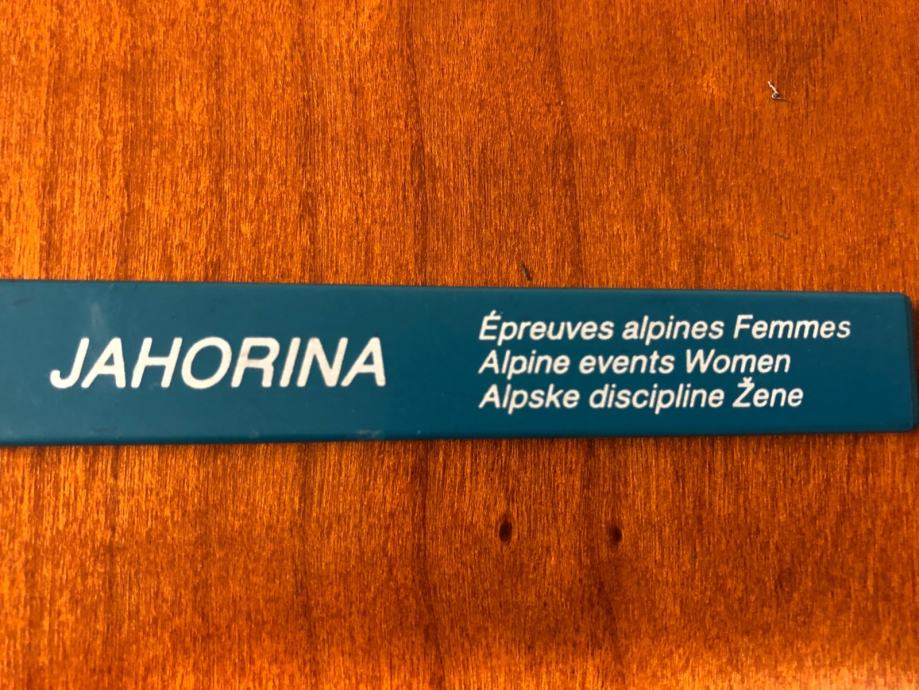 JAHORINA
Épreuves alpines Femmes
Alpine events Women
Alpske discipline Žene